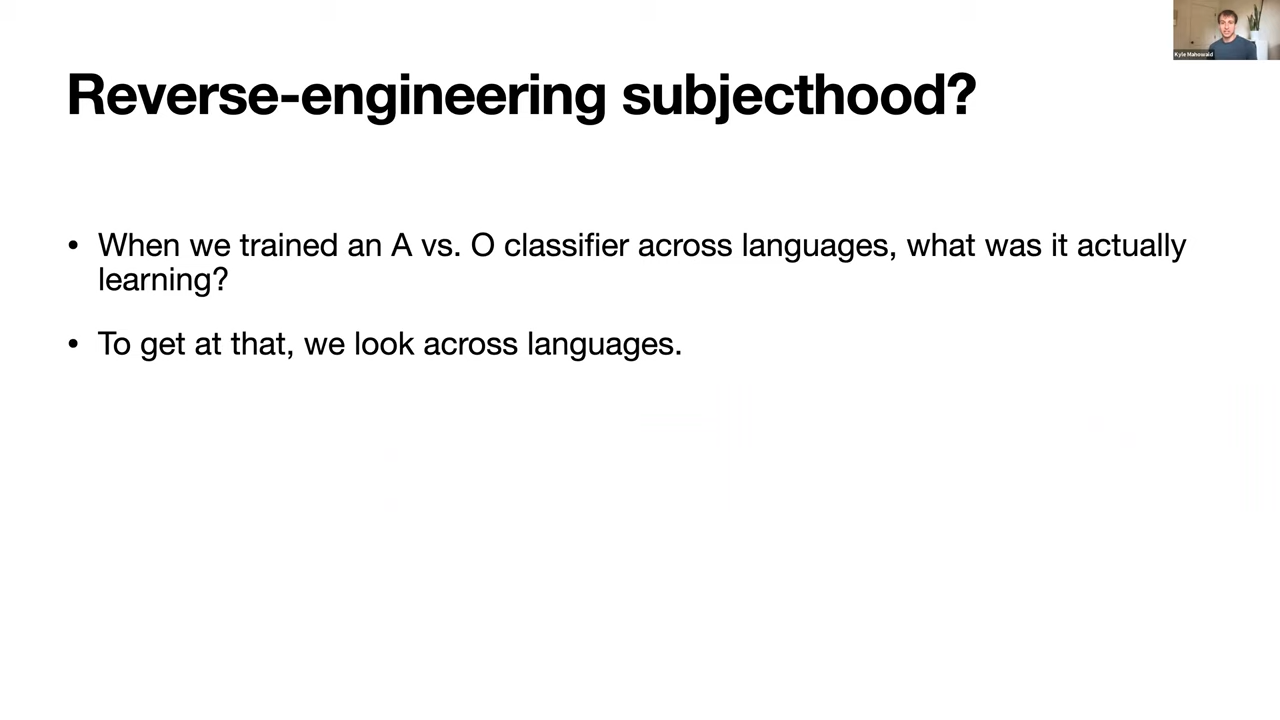 Kyle Mahowald
Reverse-engineering subjecthood?
• When we trained an A vs. O classifier across languages, what was it actually
learning?
• To get at that, we look across languages.